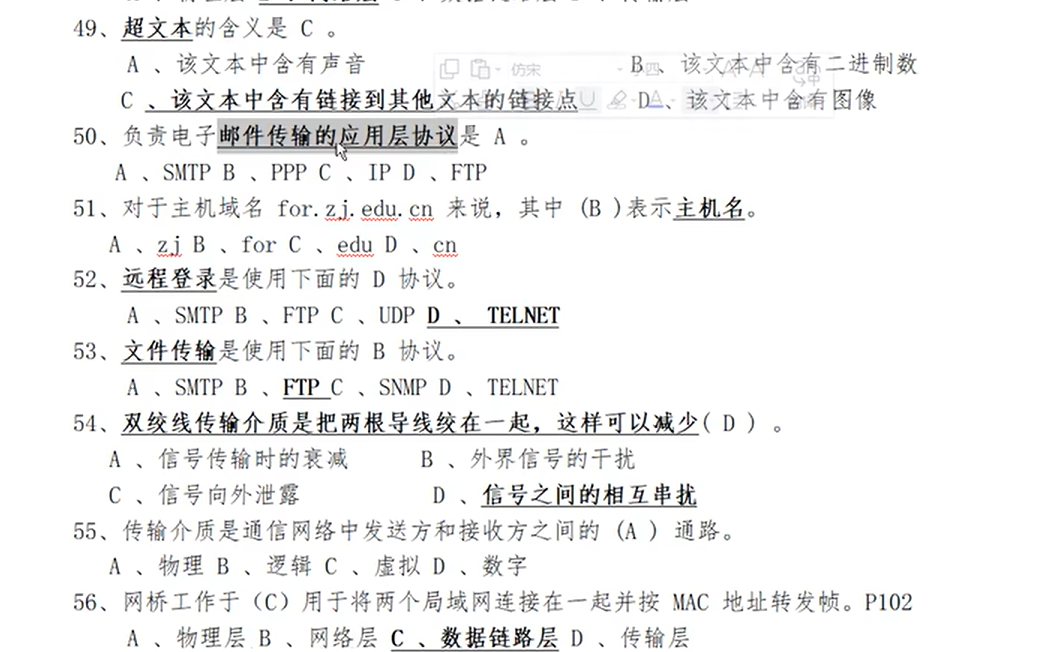 49、超文本的含义是 C 。
A 、该文本中含有声音 B 、该文本中含有二进制数
C 、该文本中含有链接到其他文本的链接点 D 、该文本中含有图像
50、负责电子邮件传输的应用层协议是 A 。
A 、SMTP B 、PPP C 、IP D 、FTP
51、对于主机域名 for.zj.edu.cn 来说，其中 (B )表示主机名。
A 、zj B 、for C 、edu D 、cn
52、远程登录是使用下面的 D 协议。
A 、SMTP B 、FTP C 、UDP D 、 TELNET
53、文件传输是使用下面的 B 协议。
A 、SMTP B 、FTP C 、SNMP D 、TELNET
54、双绞线传输介质是把两根导线绞在一起，这样可以减少( D ) 。
A 、信号传输时的衰减 B 、外界信号的干扰
C 、信号向外泄露 D 、信号之间的相互串扰
55、传输介质是通信网络中发送方和接收方之间的 (A ) 通路。
A 、物理 B 、逻辑 C 、虚拟 D 、数字
56、网桥工作于（C）用于将两个局域网连接在一起并按 MAC 地址转发帧。P102
A 、物理层 B 、网络层 C 、数据链路层 D 、传输层